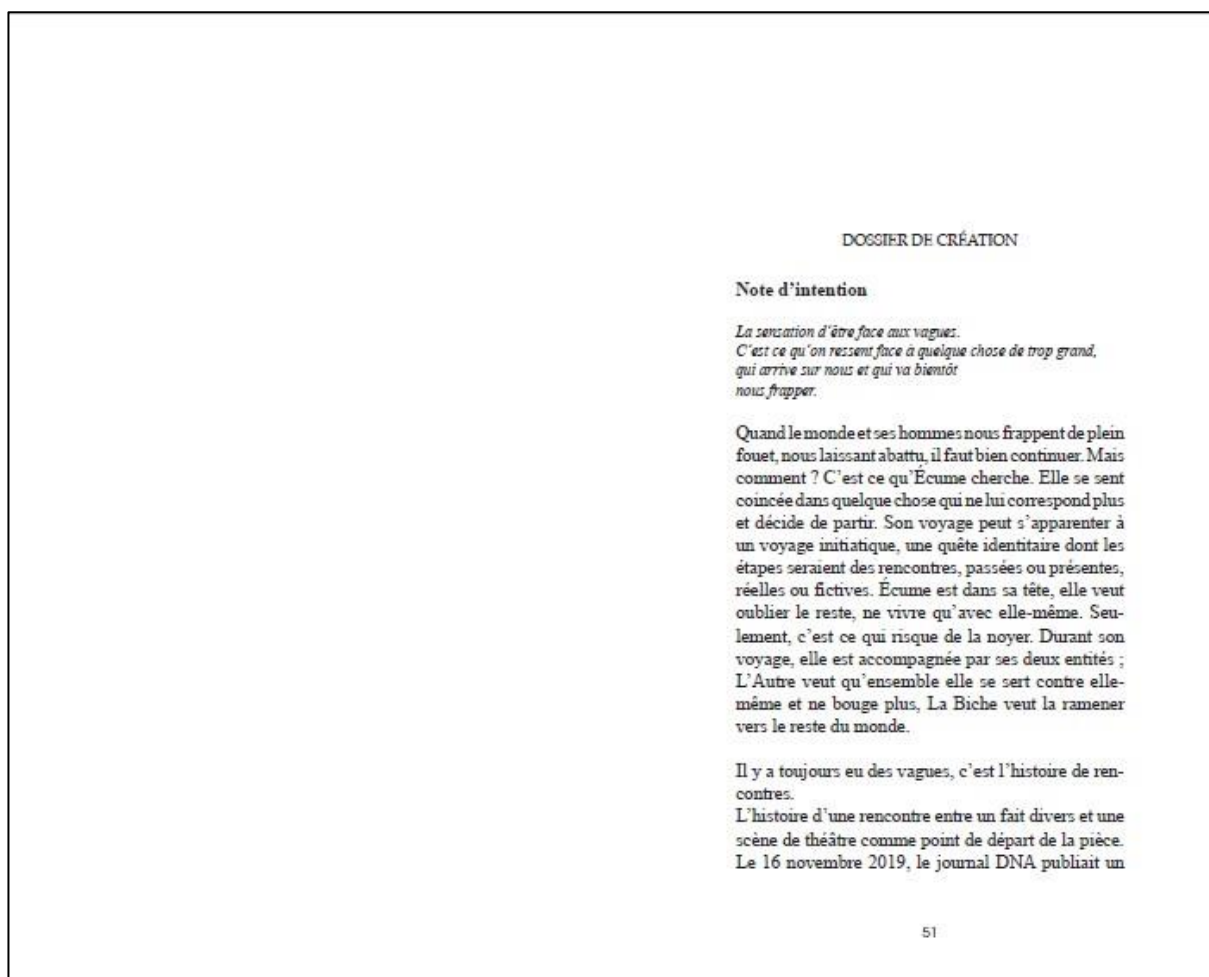 DOSSIER DE CRÉATION
Note d'intention
La sensation d'être face aux vagues.
C'est ce qu'on ressent face à quelque chose de trop grand,
qui arrive sur nous et qui va bientôt
nous frapper.
Quand le monde et ses hommes nous frappent de plein
fouet, nous laissant abattu, il faut bien continuer. Mais
comment ? C'est ce qu'Écume cherche. Elle se sent
coincée dans quelque chose qui ne lui correspond plus
et décide de partir. Son voyage peut s'apparenter à
un voyage initiatique, une quête identitaire dont les
étapes seraient des rencontres, passées ou présentes,
réelles ou fictives. Écume est dans sa tête, elle veut
oublier le reste, ne vivre qu'avec elle-même. Seu-
lement, c'est ce qui risque de la noyer. Durant son
voyage, elle est accompagnée par ses deux entités ;
L'Autre veut qu'ensemble elle se sert contre elle-
même et ne bouge plus, La Biche veut la ramener
vers le reste du monde.
Il y a toujours eu des vagues, c'est l'histoire de ren-
contres.
L'histoire d'une rencontre entre un fait divers et une
scène de théâtre comme point de départ de la pièce.
Le 16 novembre 2019, le journal DNA publiait un
51